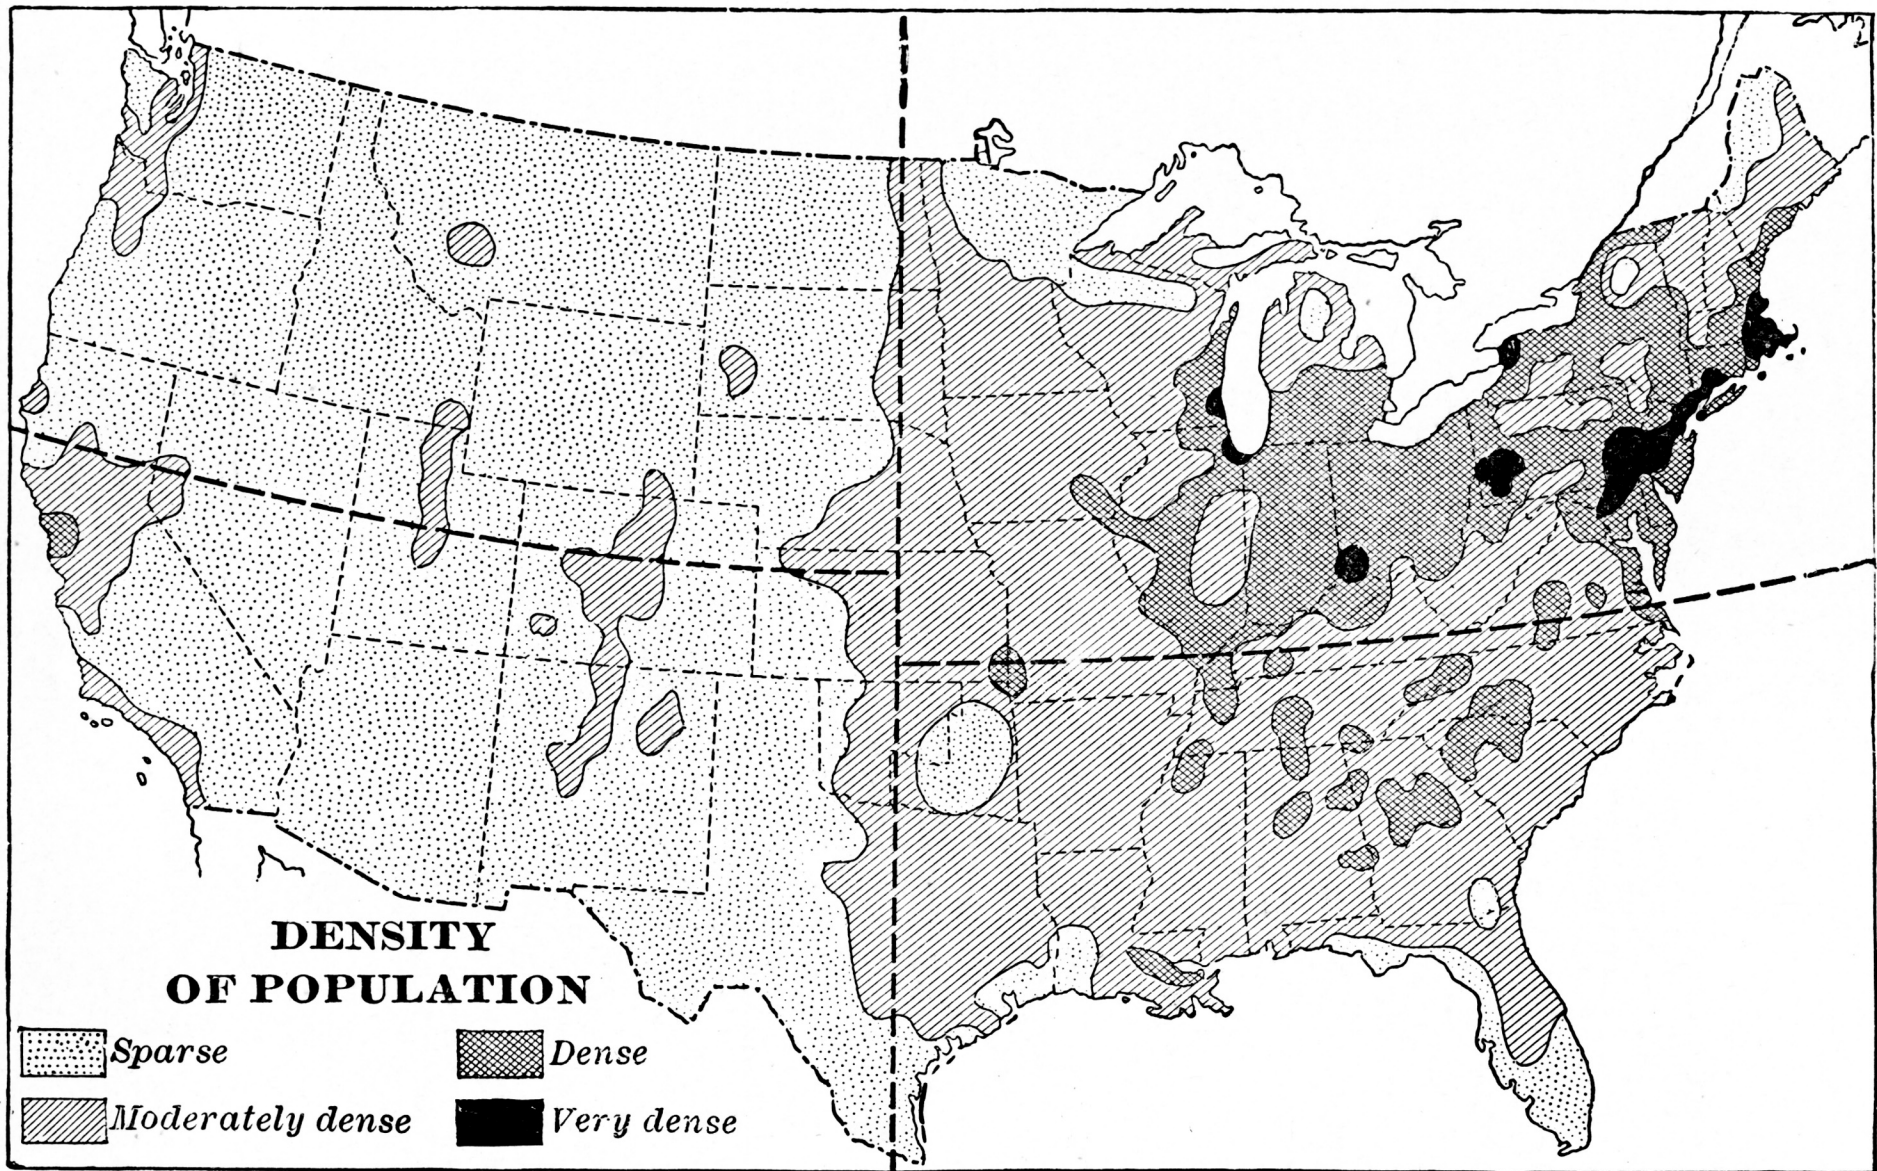 DENSITY
OF POPULATION
Sparse
Dense
Moderately dense
Very dense